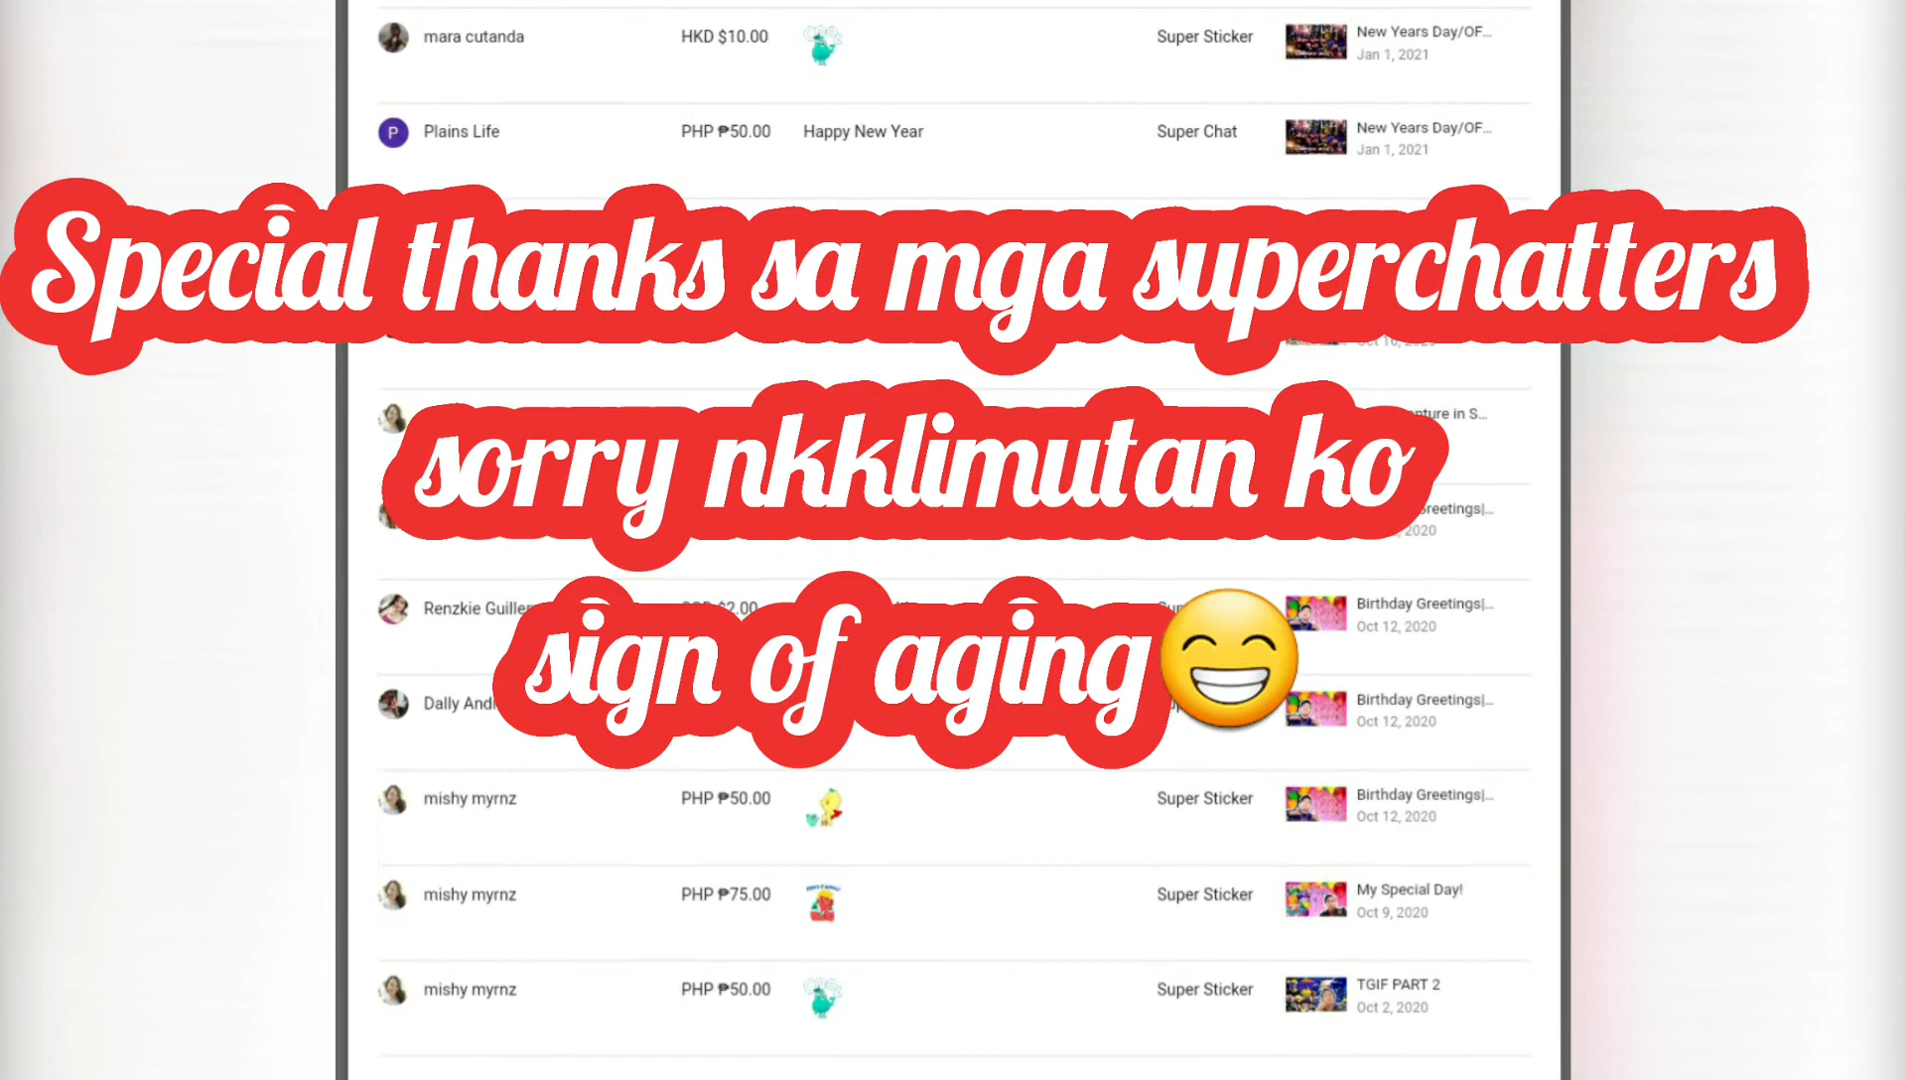 mara cutanda HKD $10.00 Super Sticker New Years Day/OF...
Jan 1, 2021
P Plains Life PHP ₱50.00 Happy New Year Super Chat New Years Day/OF...
Jan 1, 2021
Special thanks sa mga superchatters
sorry nkklimutan ko
sign of aging
2020
Renzkie $2.00 Birthday Greetings|...
Oct 12, 2020
Dally Birthday Greetings|...
Oct 12, 2020
mishy myrnz PHP ₱50.00 Super Sticker Birthday Greetings|...
Oct 12, 2020
mishy myrnz PHP ₱75.00 Super Sticker My Special Day!
Oct 9, 2020
mishy myrnz PHP ₱50.00 Super Sticker TGIF PART 2
Oct 2, 2020